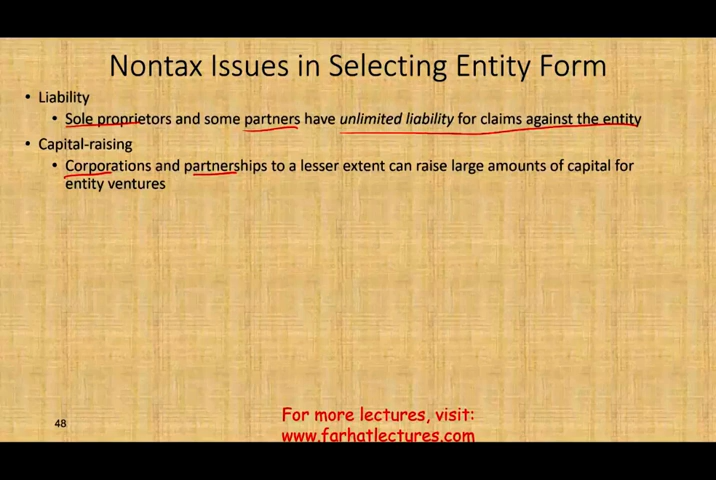 Nontax Issues in Selecting Entity Form
• Liability
• Sole proprietors and some partners have unlimited liability for claims against the entity
• Capital-raising
• Corporations and partnerships to a lesser extent can raise large amounts of capital for
entity ventures
48
For more lectures, visit:
www.farhatlectures.com